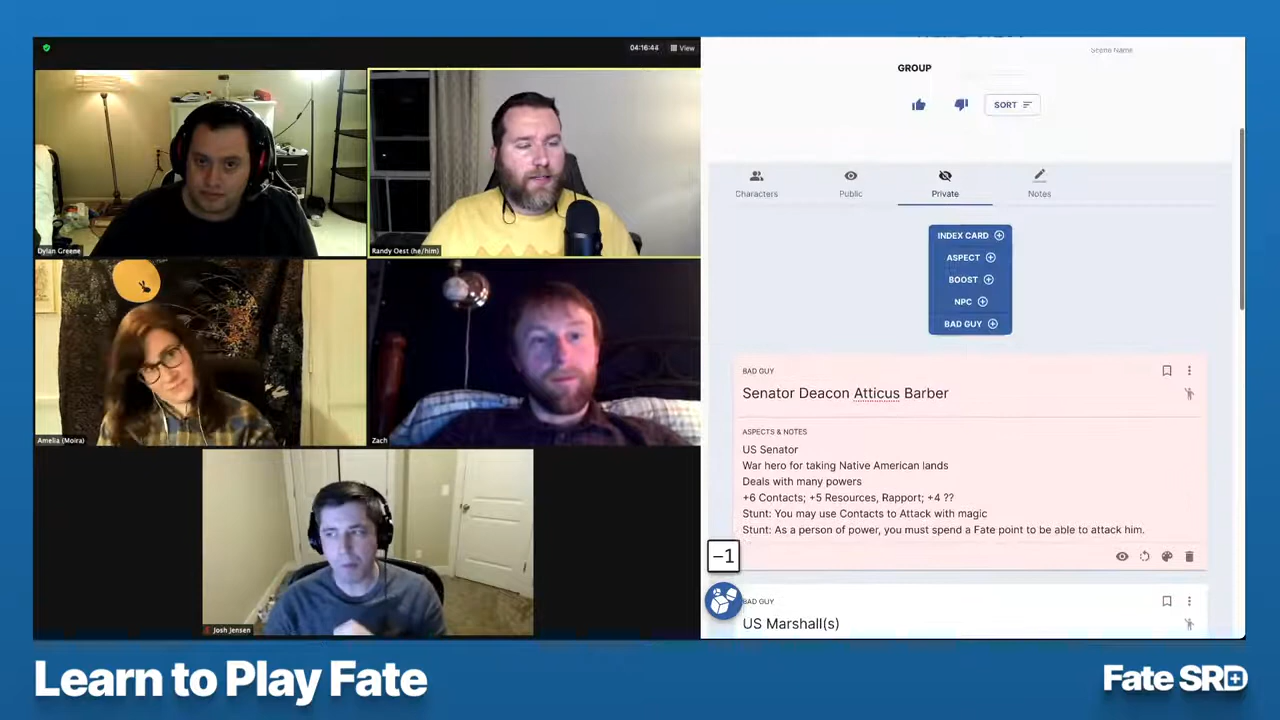 04:16:44
View
Dylan Greene
Randy Oest (he/him)
Amelia (Moira)
Zach
Josh Jensen
Scene Name
GROUP
SORT
Characters
Public
Private
Notes
INDEX CARD
ASPECT
BOOST
NPC
BAD GUY
BAD GUY
Senator Deacon Atticus Barber
ASPECTS & NOTES
US Senator
War hero for taking Native American lands
Deals with many powers
+6 Contacts; +5 Resources, Rapport; +4 ??
Stunt: You may use Contacts to Attack with magic
Stunt: As a person of power, you must spend a Fate point to be able to attack him.
−1
BAD GUY
US Marshall(s)
Learn to Play Fate
Fate SRD